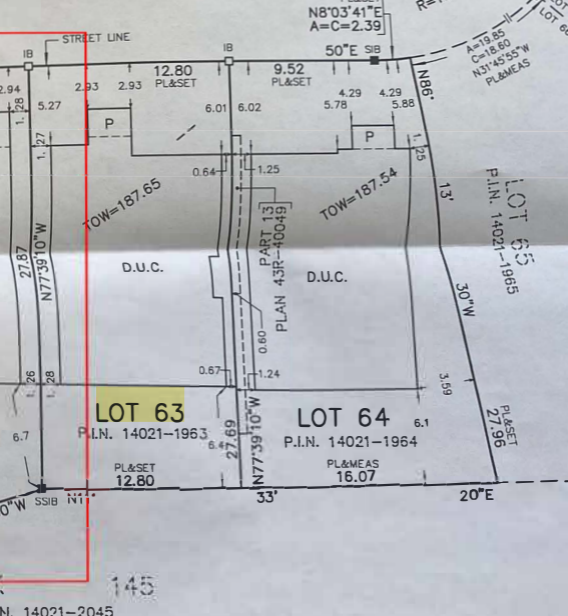 N8°03'41"E
A=C=2.39
R=
STREET LINE
IB
IB
50"E SIB
12.80
PL&SET
9.52
PL&SET
A=19.85
C=18.60
N31°45'55"W
PL&MEAS
LOT
2.94
5.27
2.93
2.93
6.01
6.02
4.29
4.29
5.78
5.88
N86°
1.28
P
P
1.27
1.25
0.64
1.25
TOW=187.65
TOW=187.54
PART 13
PLAN 43R-40049
13'
LOT 65
P.I.N. 14021-1965
27.87
N77°39'10"W
D.U.C.
D.U.C.
30"W
0.60
0.67
1.24
1.26
1.28
3.59
LOT 63
P.I.N. 14021-1963
LOT 64
P.I.N. 14021-1964
6.7
6.4
27.69
N77°39'10"W
6.1
PL&SET
27.96
PL&SET
12.80
PL&MEAS
16.07
0"W
SSIB
N1
33'
20"E
145
N. 14021-2045